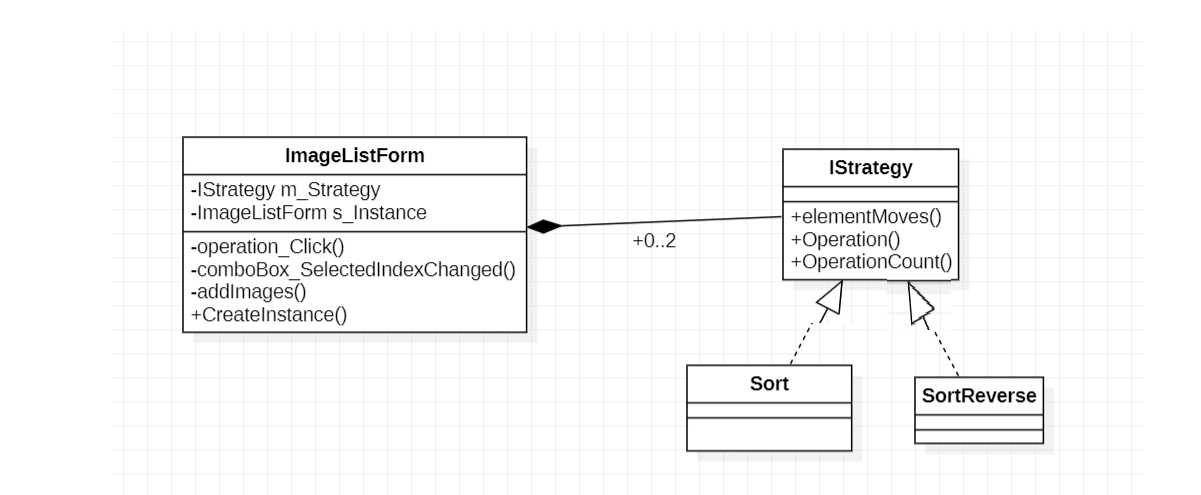 ImageListForm
-IStrategy m_Strategy
-ImageListForm s_Instance
-operation_Click()
-comboBox_SelectedIndexChanged()
-addImages()
+CreateInstance()
+0..2
IStrategy
+elementMoves()
+Operation()
+OperationCount()
Sort
SortReverse